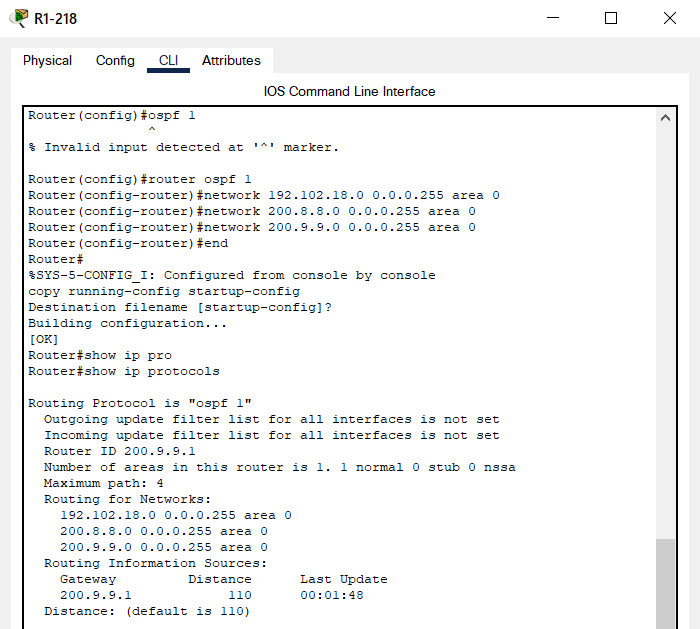 R1-218
Physical Config CLI Attributes
IOS Command Line Interface
Router(config)#ospf 1
^
% Invalid input detected at '^' marker.
Router(config)#router ospf 1
Router(config-router)#network 192.102.18.0 0.0.0.255 area 0
Router(config-router)#network 200.8.8.0 0.0.0.255 area 0
Router(config-router)#network 200.9.9.0 0.0.0.255 area 0
Router(config-router)#end
Router#
%SYS-5-CONFIG_I: Configured from console by console
copy running-config startup-config
Destination filename [startup-config]?
Building configuration...
[OK]
Router#show ip pro
Router#show ip protocols
Routing Protocol is "ospf 1"
Outgoing update filter list for all interfaces is not set
Incoming update filter list for all interfaces is not set
Router ID 200.9.9.1
Number of areas in this router is 1. 1 normal 0 stub 0 nssa
Maximum path: 4
Routing for Networks:
192.102.18.0 0.0.0.255 area 0
200.8.8.0 0.0.0.255 area 0
200.9.9.0 0.0.0.255 area 0
Routing Information Sources:
Gateway Distance Last Update
200.9.9.1 110 00:01:48
Distance: (default is 110)